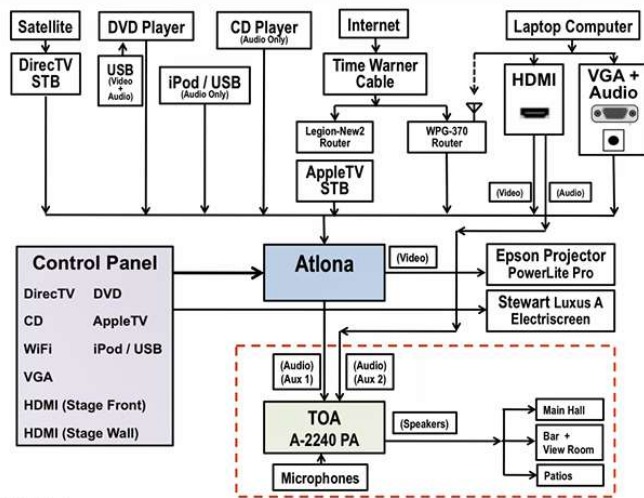 Satellite
DVD Player
CD Player
(Audio Only)
Internet
Laptop Computer
DirecTV
STB
USB
(Video
+
Audio)
iPod / USB
(Audio Only)
Time Warner
Cable
HDMI
VGA +
Audio
Legion-New2
Router
WPG-370
Router
AppleTV
STB
(Video)
(Audio)
Control Panel
DirecTV DVD
CD AppleTV
WiFi iPod / USB
VGA
HDMI (Stage Front)
HDMI (Stage Wall)
Atlona
(Video)
Epson Projector
PowerLite Pro
Stewart Luxus A
Electriscreen
(Audio)
(Aux 1)
(Audio)
(Aux 2)
TOA
A-2240 PA
(Speakers)
Main Hall
Bar +
View Room
Patios
Microphones